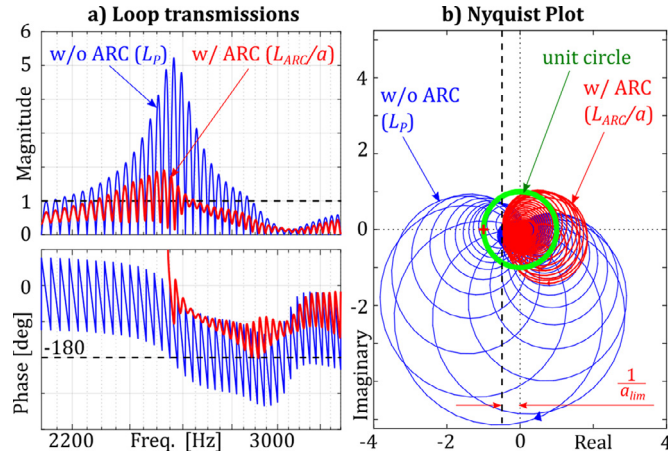 a) Loop transmissions
w/o ARC (L_P)
w/ ARC (L_ARC/a)
Magnitude
6
5
4
3
2
1
0
Phase [deg]
0
-180
2200
Freq. [Hz]
3000
b) Nyquist Plot
unit circle
w/o ARC
(L_P)
w/ ARC
(L_ARC/a)
Imaginary
4
2
0
-2
-4
1
a_lim
-4
-2
0
Real
4